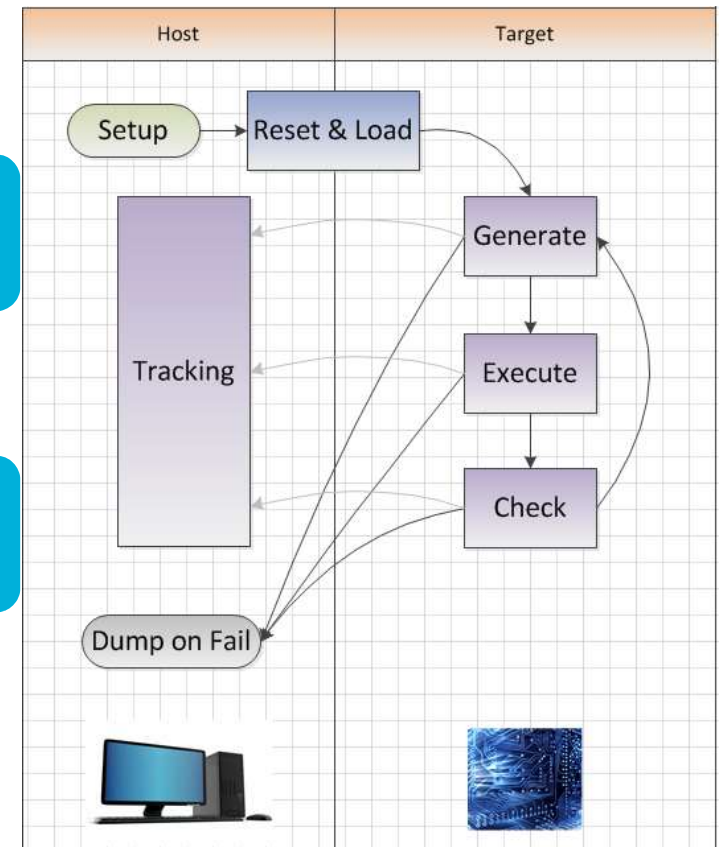 Host
Target
Setup
Reset & Load
Generate
Tracking
Execute
Check
Dump on Fail